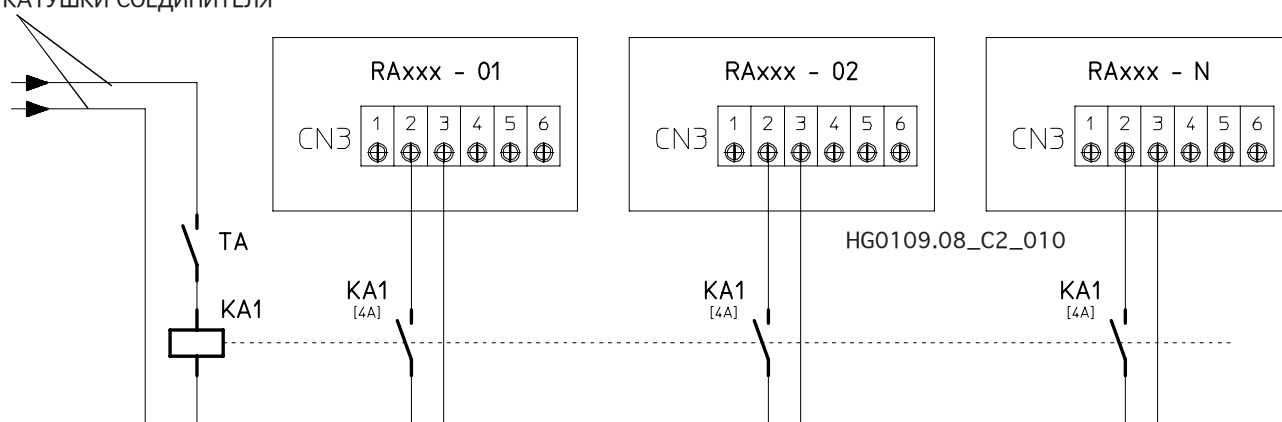 КАТУШКИ СОЕДИНИТЕЛЯ
RAxxx - 01
RAxxx - 02
RAxxx - N
CN3 1 2 3 4 5 6
CN3 1 2 3 4 5 6
CN3 1 2 3 4 5 6
TA
HG0109.08_C2_010
KA1
KA1
[4A]
KA1
[4A]
KA1
[4A]